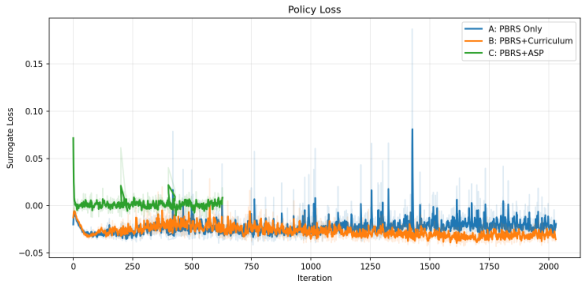 Policy Loss
A: PBRS Only
B: PBRS+Curriculum
C: PBRS+ASP
Surrogate Loss
0.15
0.10
0.05
0.00
−0.05
0 250 500 750 1000 1250 1500 1750 2000
Iteration